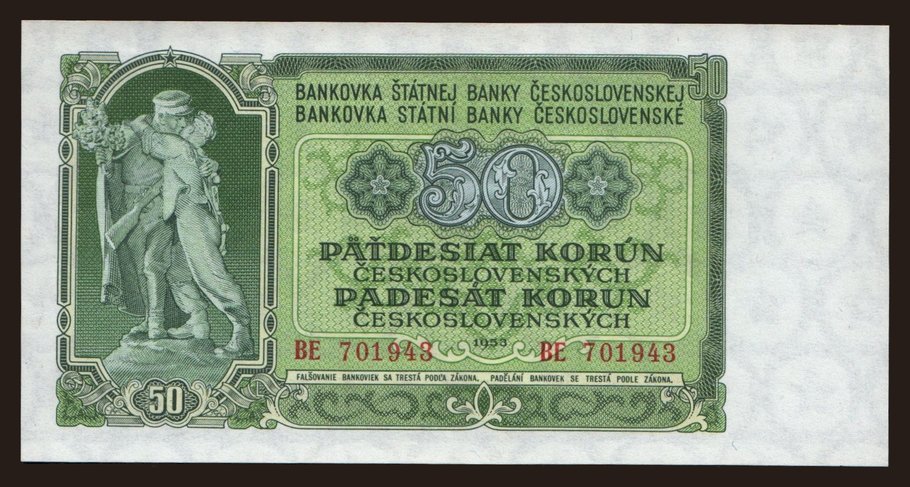 50
BANKOVKA ŠTÁTNEJ BANKY ČESKOSLOVENSKEJ
BANKOVKA STÁTNÍ BANKY ČESKOSLOVENSKÉ
50
PÄŤDESIAT KORÚN
ČESKOSLOVENSKÝCH
PADESÁT KORUN
ČESKOSLOVENSKÝCH
1953
BE 701943 BE 701943
FALŠOVANIE BANKOVIEK SA TRESTÁ PODĽA ZÁKONA. PADĚLÁNÍ BANKOVEK SE TRESTÁ PODLE ZÁKONA.
50